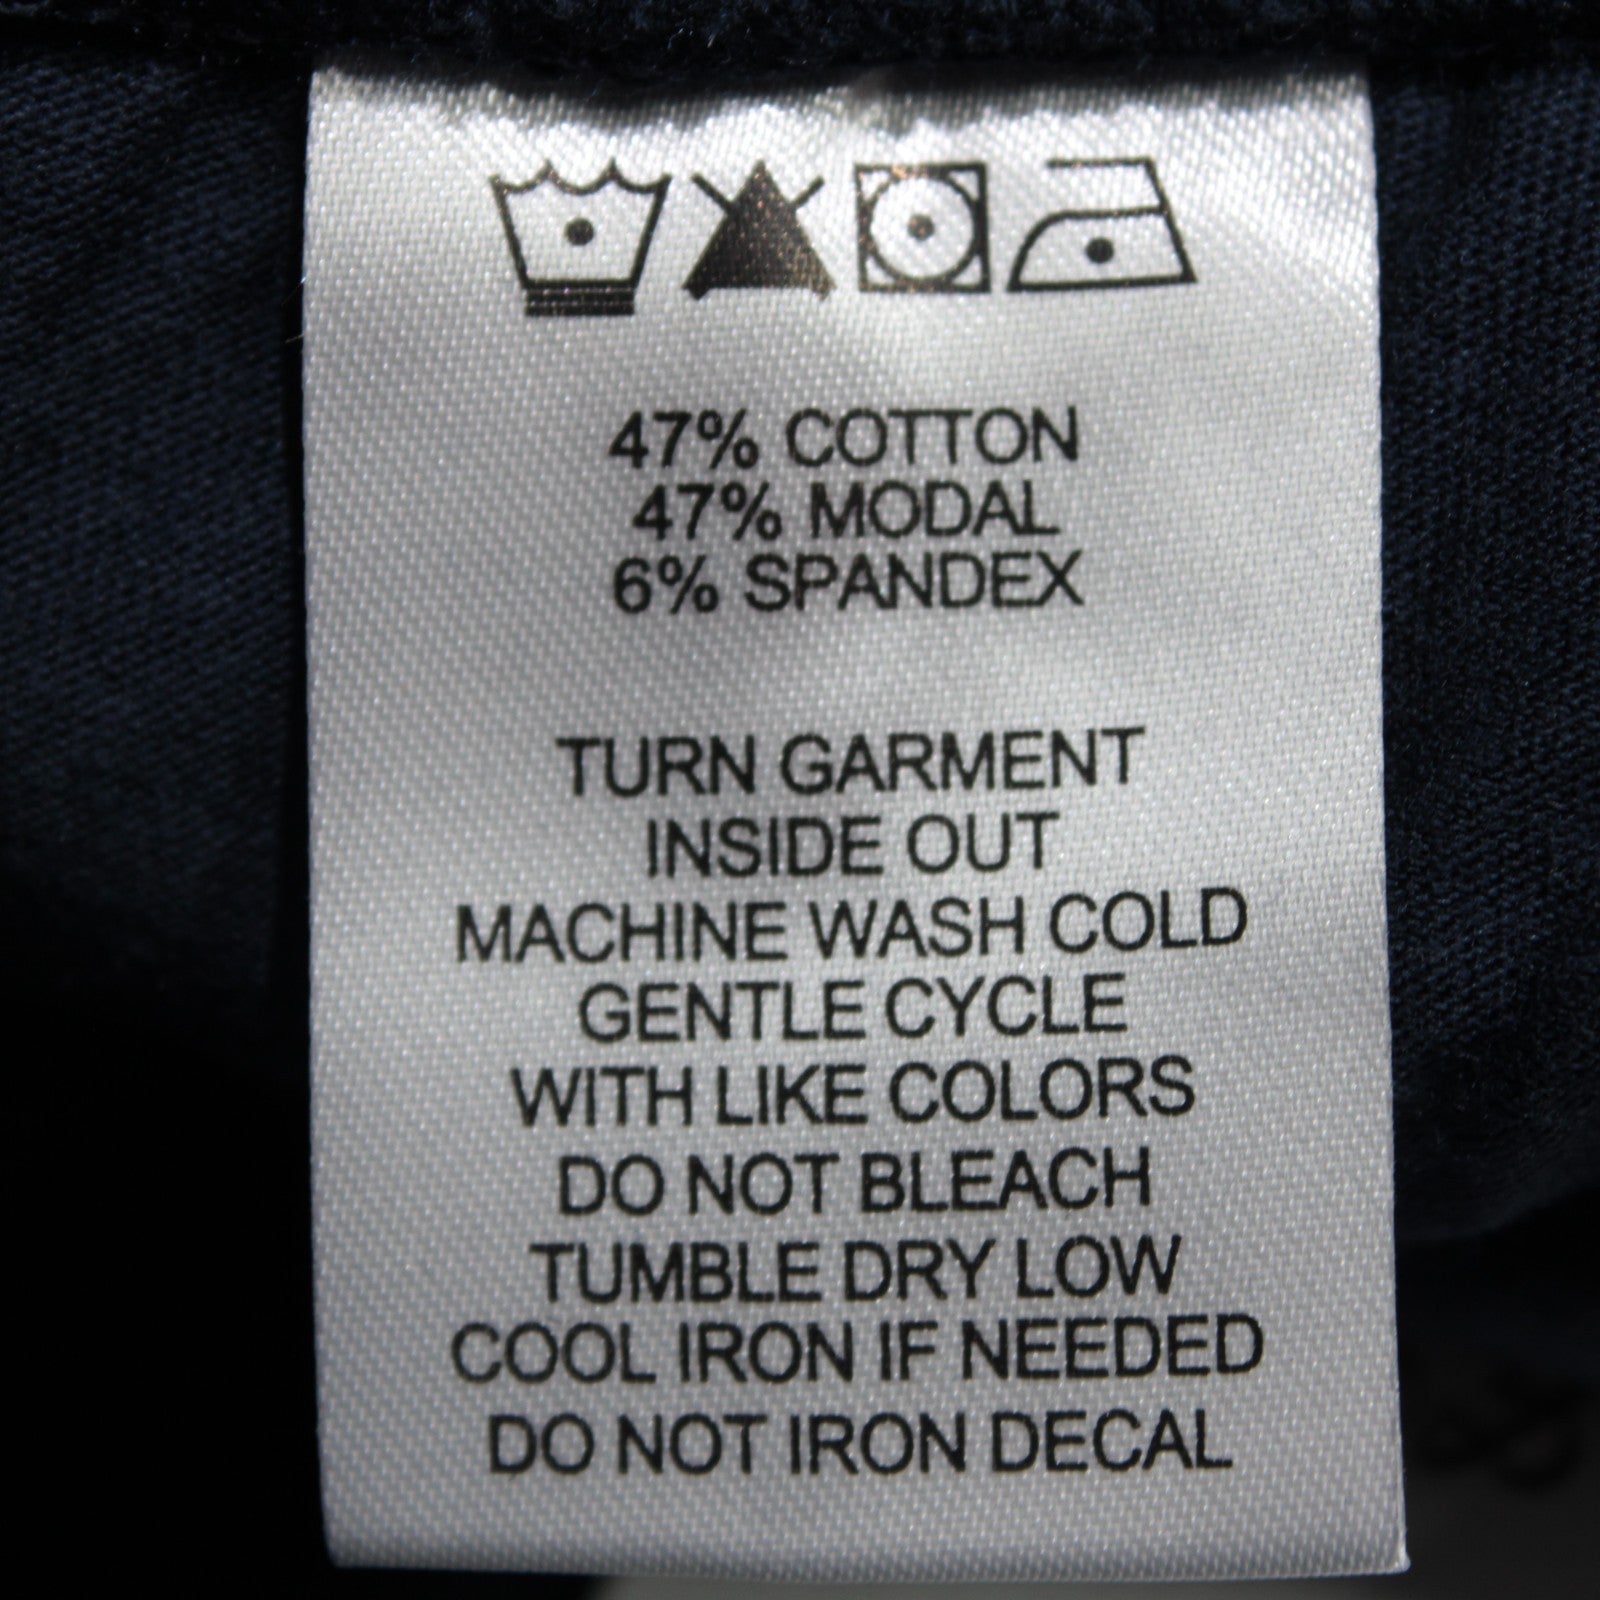 47% COTTON
47% MODAL
6% SPANDEX
TURN GARMENT
INSIDE OUT
MACHINE WASH COLD
GENTLE CYCLE
WITH LIKE COLORS
DO NOT BLEACH
TUMBLE DRY LOW
COOL IRON IF NEEDED
DO NOT IRON DECAL